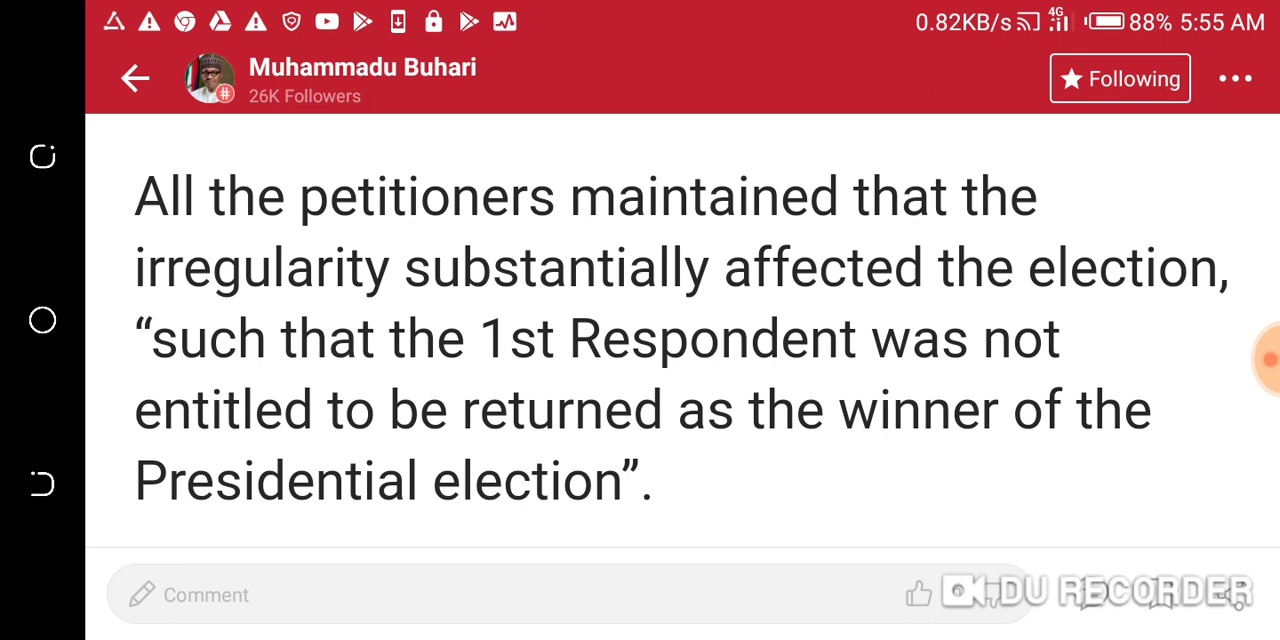 0.82KB/s 4G 88% 5:55 AM
Muhammadu Buhari
26K Followers
Following
All the petitioners maintained that the
irregularity substantially affected the election,
“such that the 1st Respondent was not
entitled to be returned as the winner of the
Presidential election”.
Comment
DU RECORDER